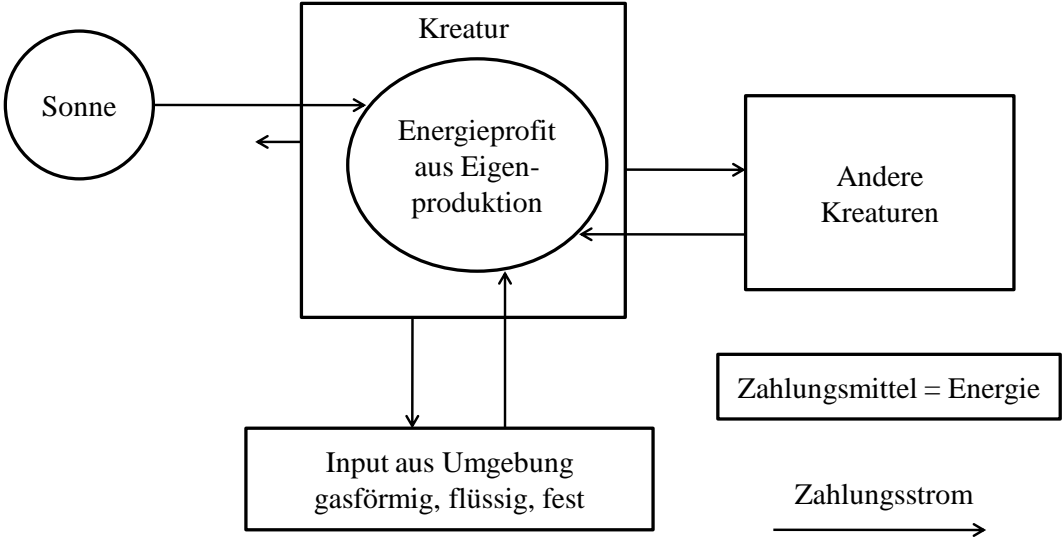 Kreatur
Sonne
Energieprofit
aus Eigen-
produktion
Andere
Kreaturen
Zahlungsmittel = Energie
Input aus Umgebung
gasförmig, flüssig, fest
Zahlungsstrom